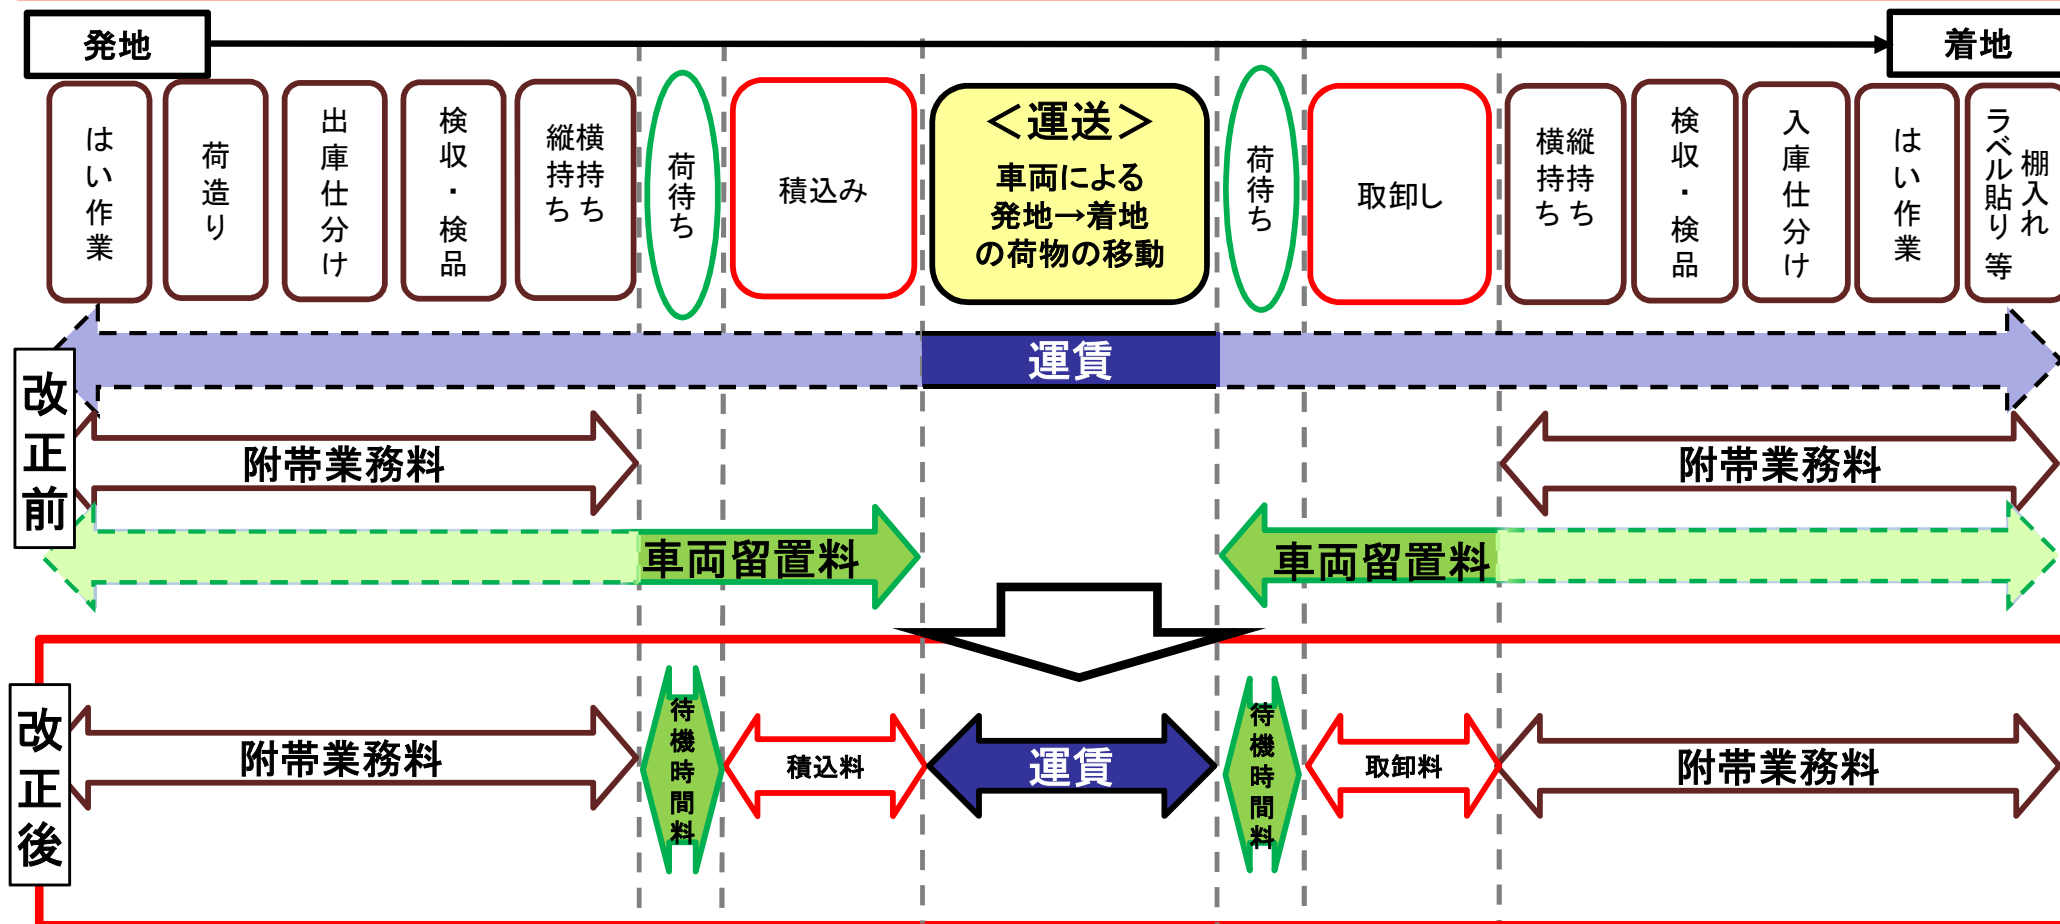 発地
着地
はい作業
荷造り
出庫仕分け
検収・検品
横持ち
縦持ち
荷待ち
積込み
＜運送＞
車両による
発地→着地
の荷物の移動
荷待ち
取卸し
縦持ち
横持ち
検収・検品
入庫仕分け
はい作業
棚入れ
ラベル貼り等
改正前
運賃
附帯業務料
附帯業務料
車両留置料
車両留置料
改正後
附帯業務料
待機時間料
積込料
運賃
待機時間料
取卸料
附帯業務料